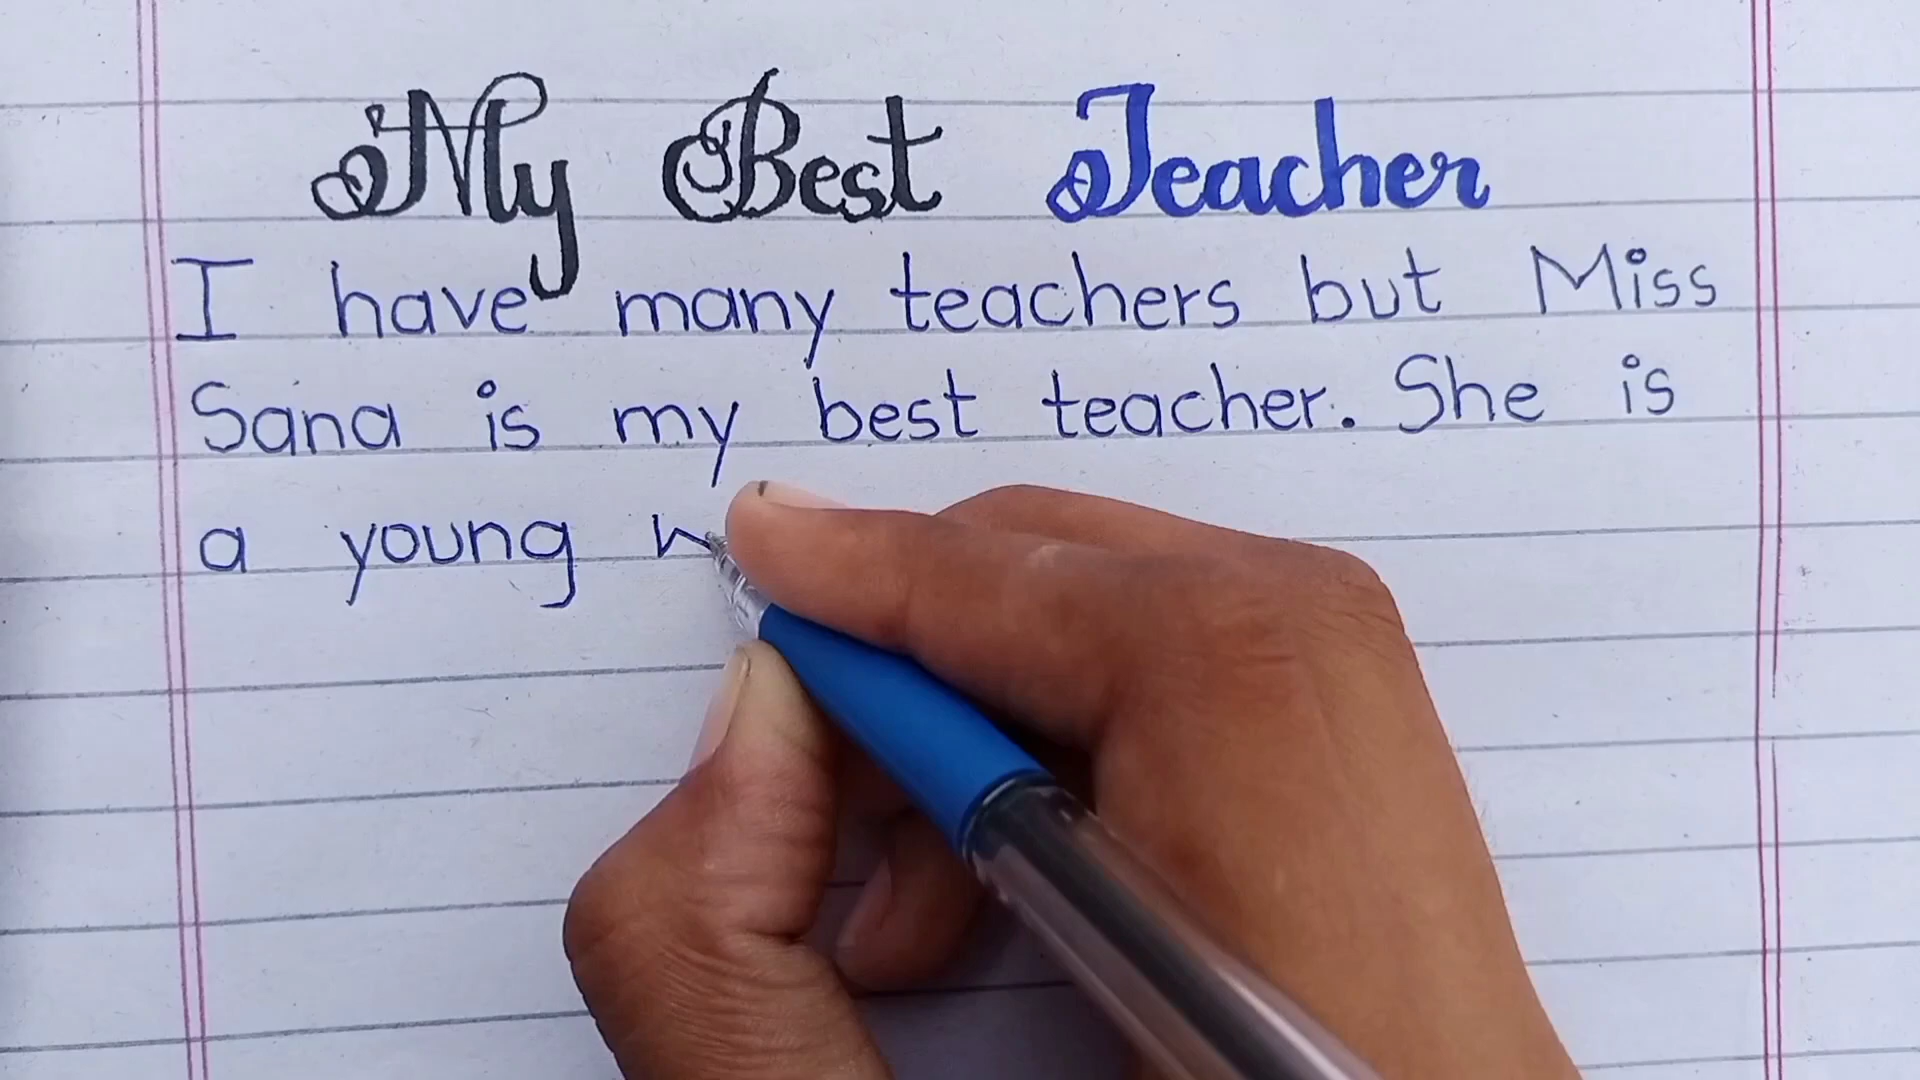 My Best Teacher
I have many teachers but Miss
Sana is my best teacher. She is
a young